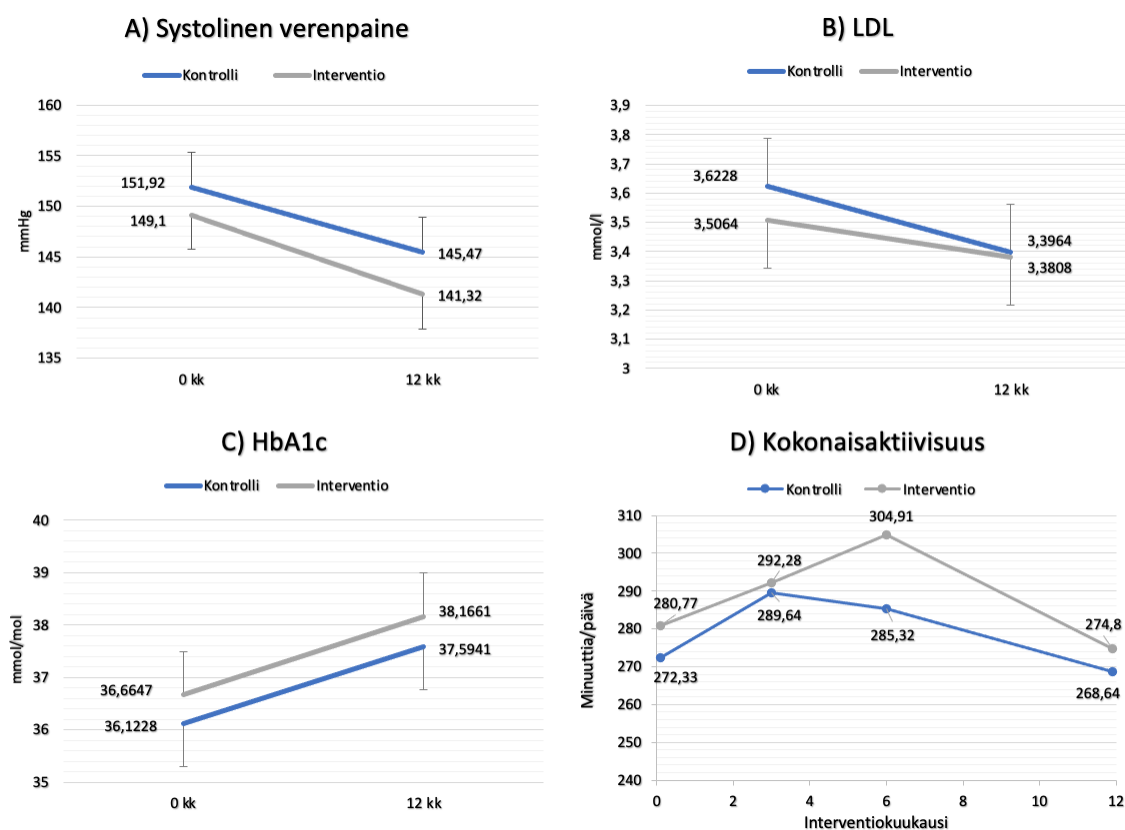 A) Systolinen verenpaine
Kontrolli Interventio
mmHg
160
155
150
145
140
135
151,92
149,1
145,47
141,32
0 kk 12 kk
B) LDL
Kontrolli Interventio
mmol/l
3,9
3,8
3,7
3,6
3,5
3,4
3,3
3,2
3,1
3
3,6228
3,5064
3,3964
3,3808
0 kk 12 kk
C) HbA1c
Kontrolli Interventio
mmol/mol
40
39
38
37
36
35
36,6647
36,1228
38,1661
37,5941
0 kk 12 kk
D) Kokonaisaktiivisuus
Kontrolli Interventio
Minuuttia/päivä
310
300
290
280
270
260
250
240
304,91
292,28
280,77
289,64
285,32
274,8
272,33
268,64
0 2 4 6 8 10 12
Interventiokuukausi